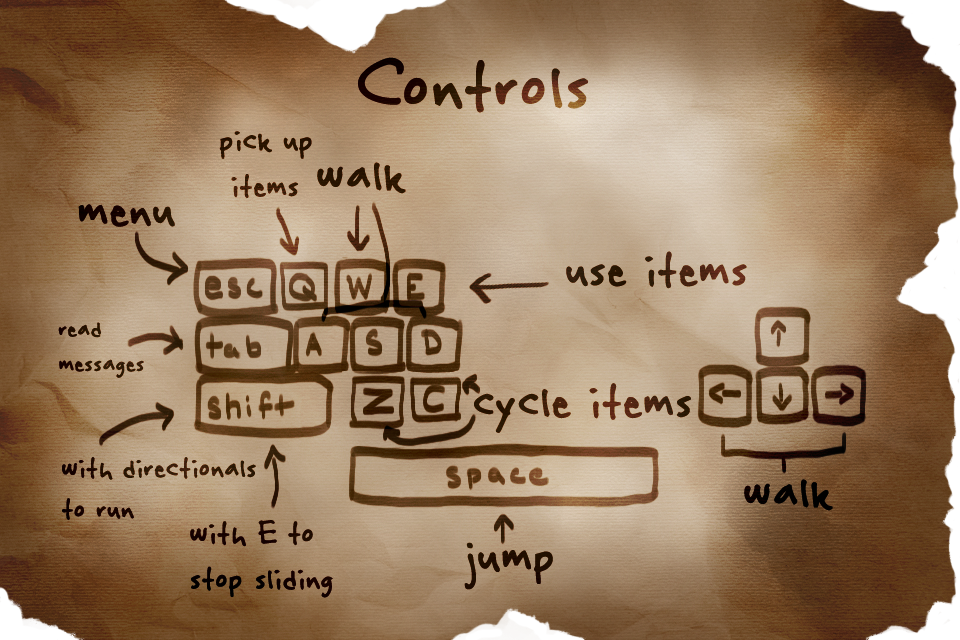 Controls
pick up
items
walk
menu
esc Q W E
use items
read
messages
tab A S D
↑
shift Z C
cycle items
← ↓ →
with directionals
to run
space
walk
with E to
stop sliding
jump